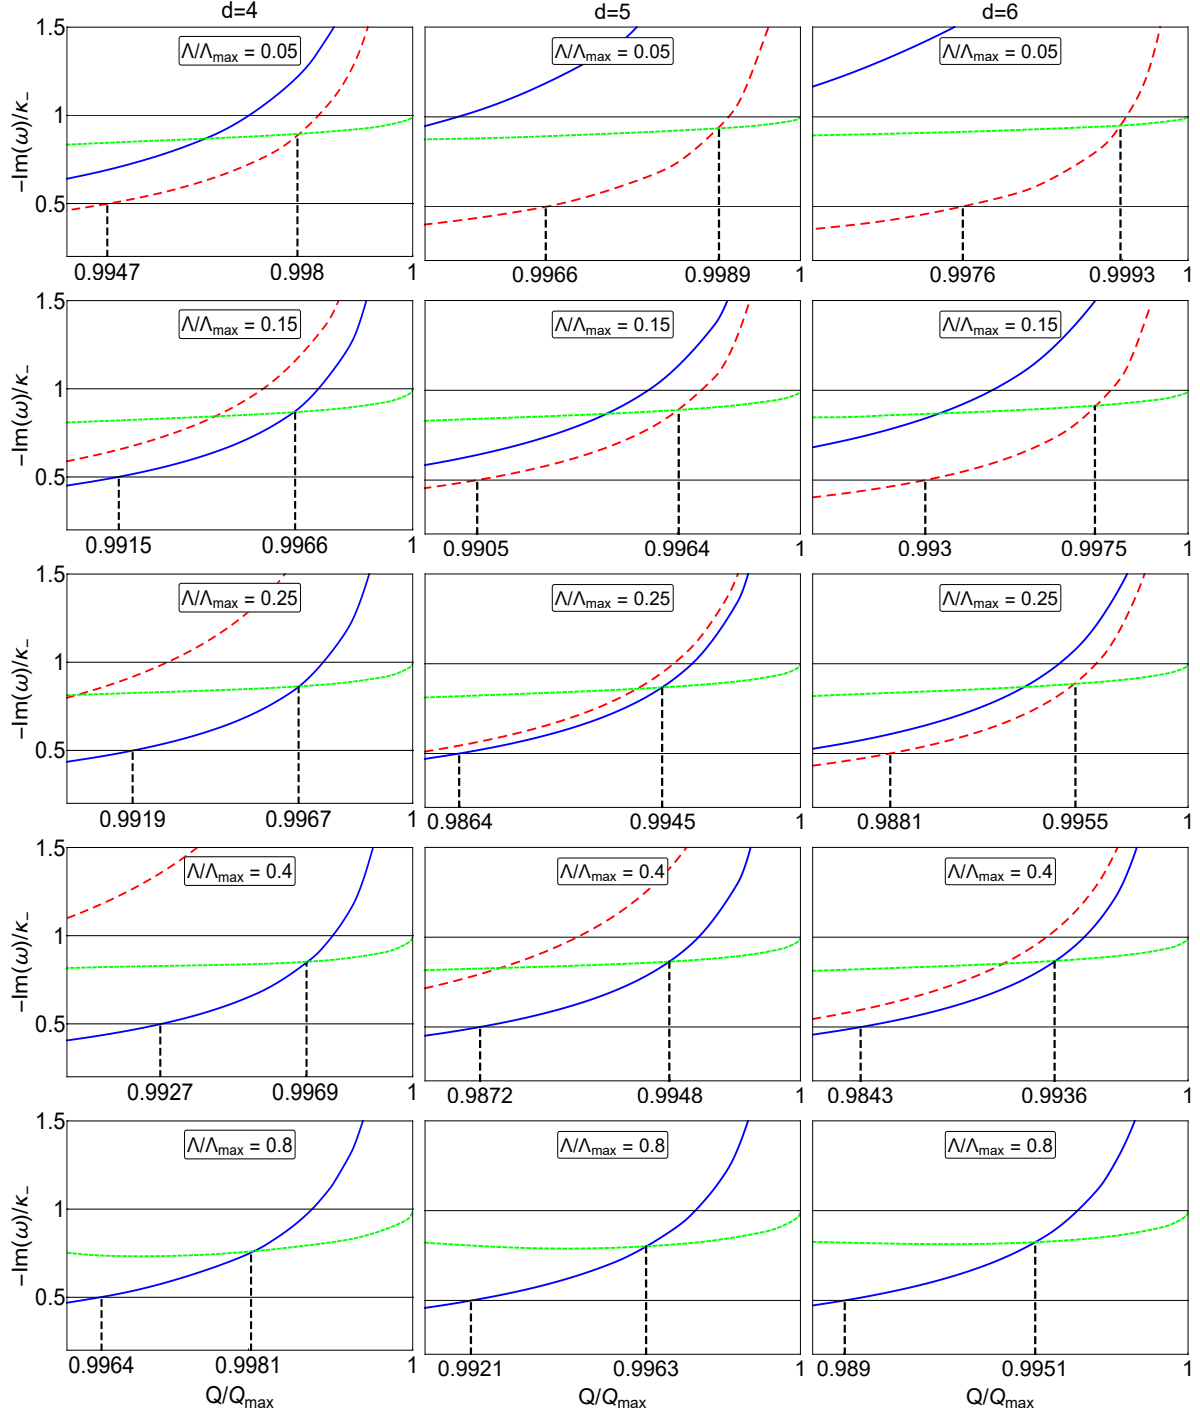 d=4 d=5 d=6
1.5 Λ/Λmax = 0.05 Λ/Λmax = 0.05 Λ/Λmax = 0.05
1
0.5
−Im(ω)/κ−
0.9947 0.998 1 0.9966 0.9989 1 0.9976 0.9993 1
1.5 Λ/Λmax = 0.15 Λ/Λmax = 0.15 Λ/Λmax = 0.15
1
0.5
−Im(ω)/κ−
0.9915 0.9966 1 0.9905 0.9964 1 0.993 0.9975 1
1.5 Λ/Λmax = 0.25 Λ/Λmax = 0.25 Λ/Λmax = 0.25
1
0.5
−Im(ω)/κ−
0.9919 0.9967 1 0.9864 0.9945 1 0.9881 0.9955 1
1.5 Λ/Λmax = 0.4 Λ/Λmax = 0.4 Λ/Λmax = 0.4
1
0.5
−Im(ω)/κ−
0.9927 0.9969 1 0.9872 0.9948 1 0.9843 0.9936 1
1.5 Λ/Λmax = 0.8 Λ/Λmax = 0.8 Λ/Λmax = 0.8
1
0.5
−Im(ω)/κ−
0.9964 0.9981 1 0.9921 0.9963 1 0.989 0.9951 1
Q/Qmax Q/Qmax Q/Qmax